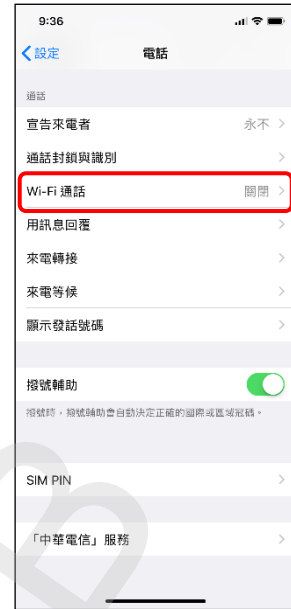 9:36
設定
電話
通話
宣告來電者 永不
通話封鎖與識別
Wi-Fi 通話 關閉
用訊息回覆
來電轉接
來電等候
顯示發話號碼
撥號輔助
撥號時，撥號輔助會自動決定正確的國際或區域冠碼。
SIM PIN
「中華電信」服務